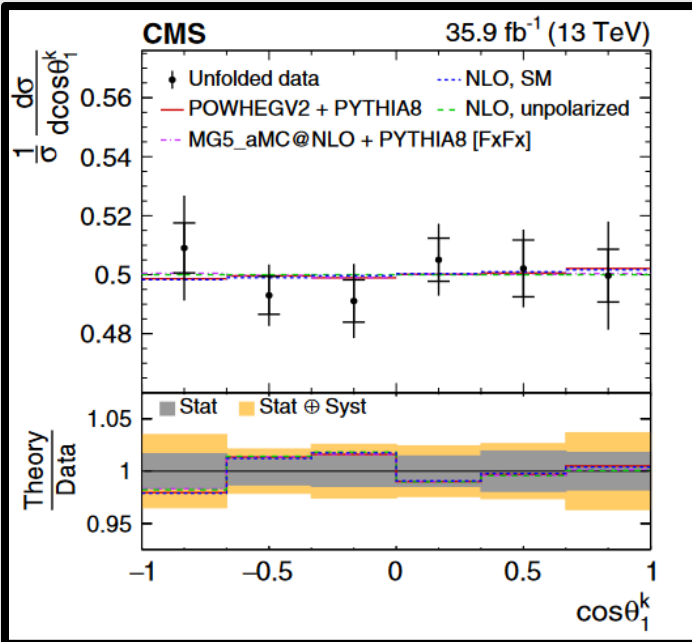 CMS 35.9 fb⁻¹ (13 TeV)
Unfolded data
NLO, SM
POWHEGV2 + PYTHIA8
NLO, unpolarized
MG5_aMC@NLO + PYTHIA8 [FxFx]
1/σ dσ/dcosθ₁ᵏ
0.56
0.54
0.52
0.5
0.48
Stat
Stat ⊕ Syst
Theory
Data
1.05
1
0.95
−1 −0.5 0 0.5 1
cosθ₁ᵏ